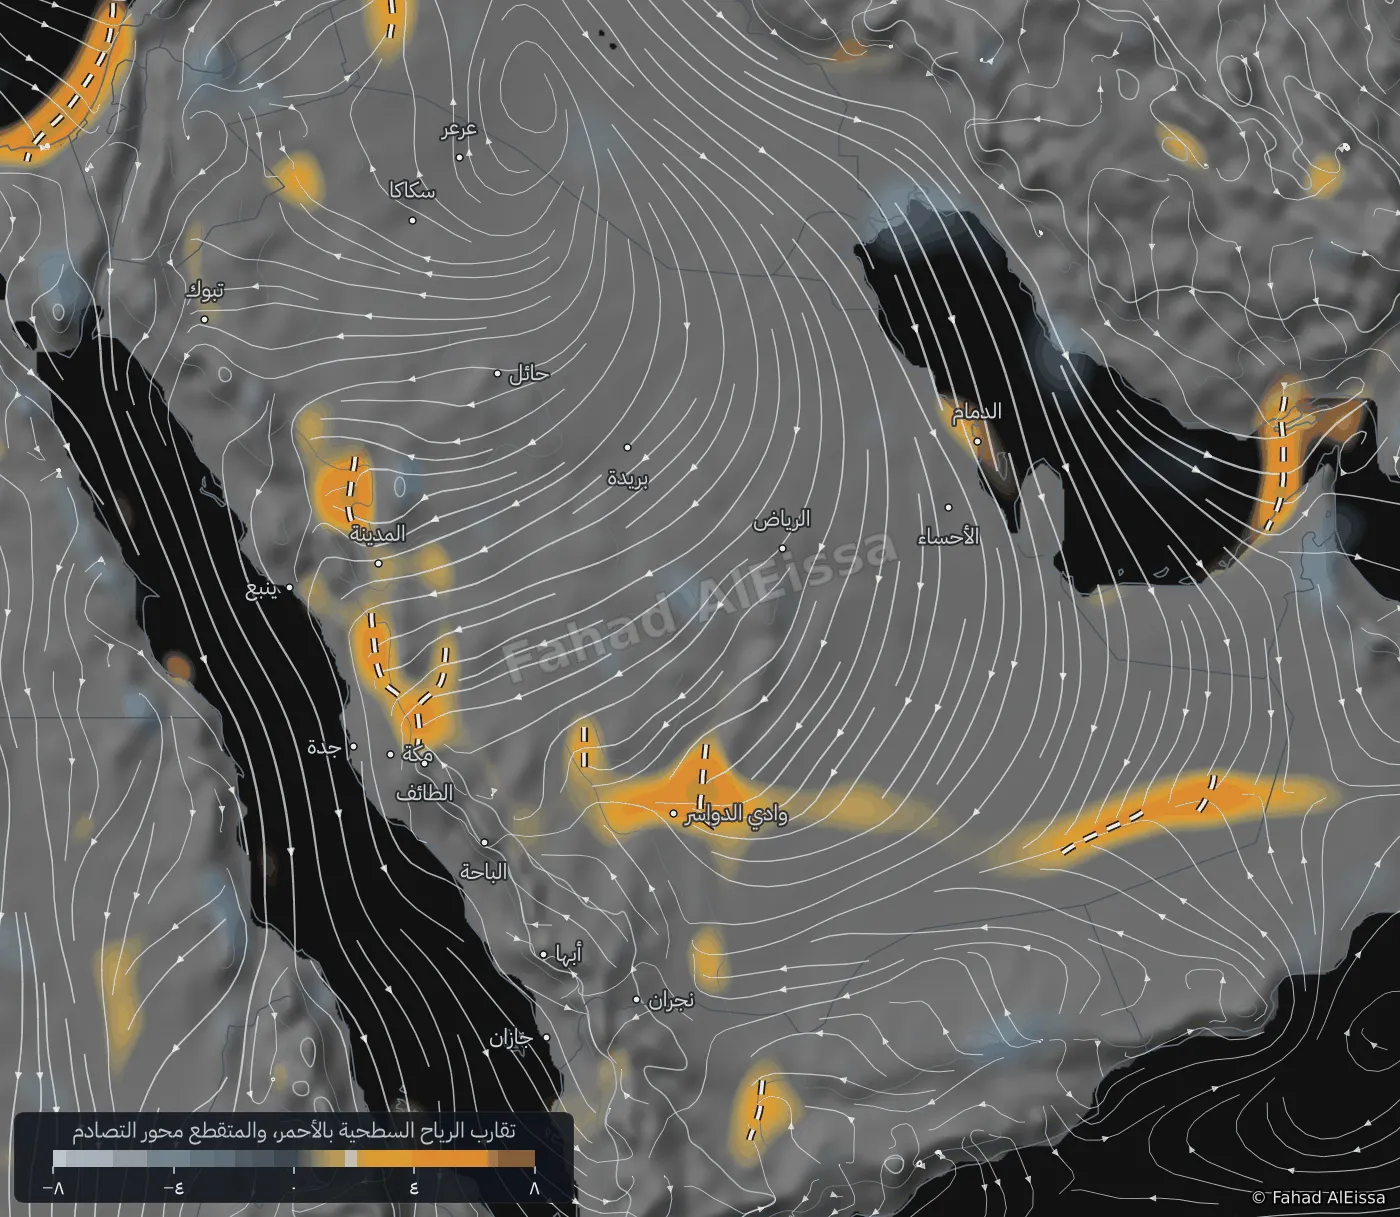 عرعر
سكاكا
تبوك
حائل
الدمام
بريدة
الرياض
الأحساء
المدينة
ينبع
Fahad AlEissa
جدة
مكة
الطائف
وادي الدواسر
الباحة
أبها
نجران
جازان
تقارب الرياح السطحية بالأحمر، والمتقطع محور التصادم
−٨ −٤ ٠ ٤ ٨
© Fahad AlEissa